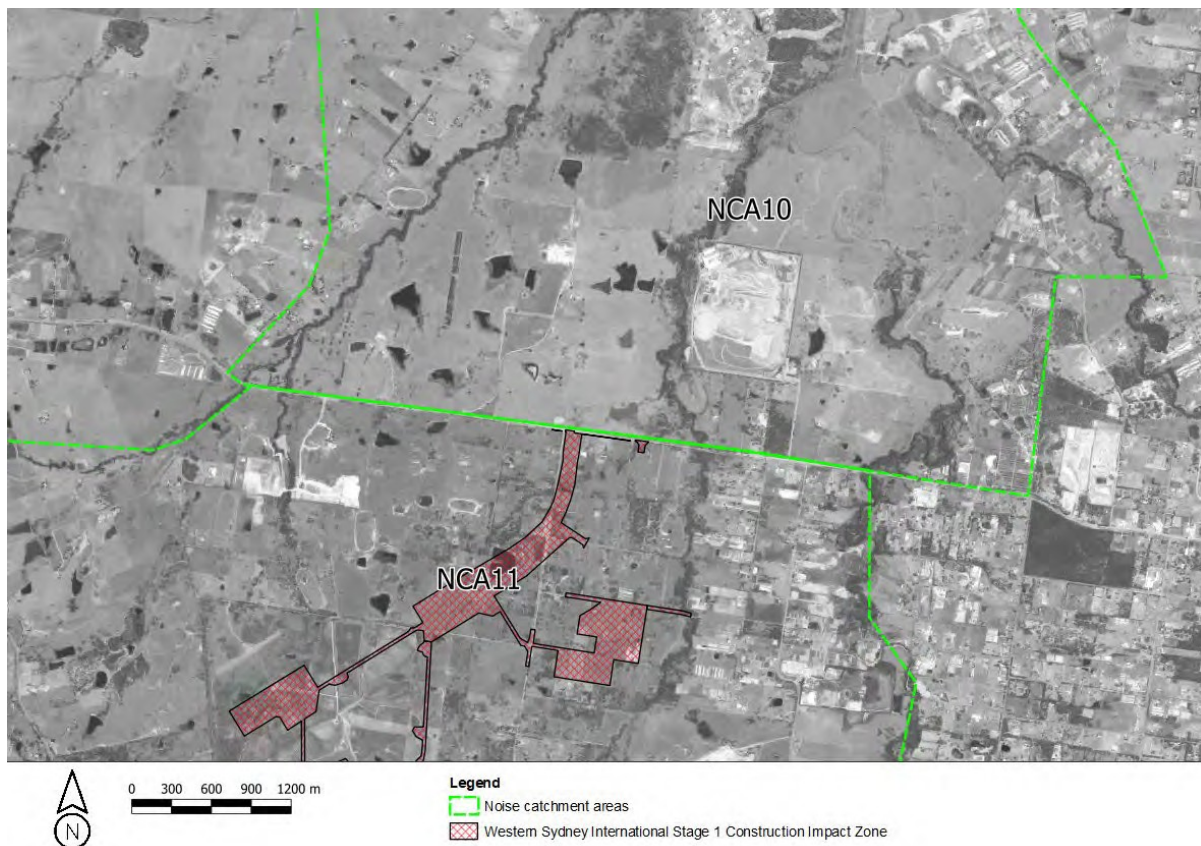 NCA10
NCA11
0 300 600 900 1200 m
N
Legend
Noise catchment areas
Western Sydney International Stage 1 Construction Impact Zone